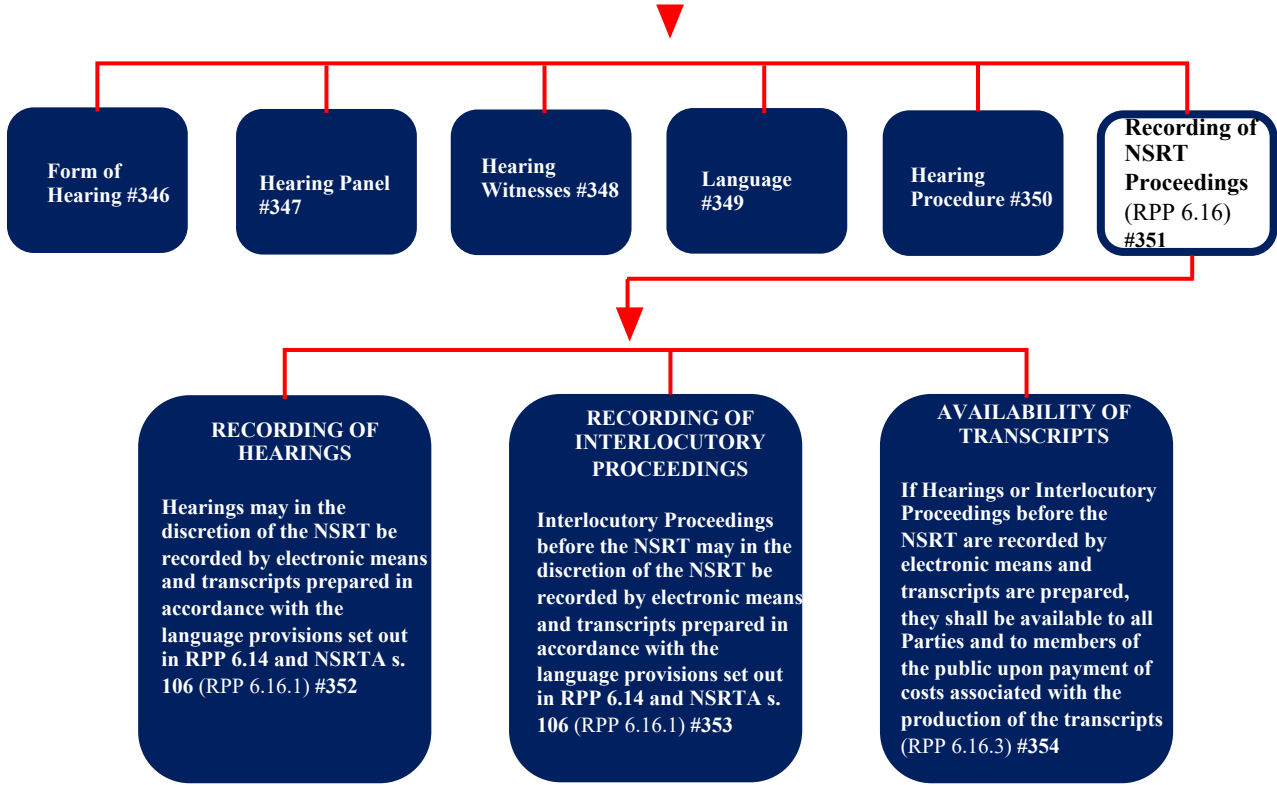 Form of
Hearing #346
Hearing Panel
#347
Hearing
Witnesses #348
Language
#349
Hearing
Procedure #350
Recording of
NSRT
Proceedings
(RPP 6.16)
#351
RECORDING OF
HEARINGS
Hearings may in the
discretion of the NSRT be
recorded by electronic means
and transcripts prepared in
accordance with the
language provisions set out
in RPP 6.14 and NSRTA s.
106 (RPP 6.16.1) #352
RECORDING OF
INTERLOCUTORY
PROCEEDINGS
Interlocutory Proceedings
before the NSRT may in the
discretion of the NSRT be
recorded by electronic means
and transcripts prepared in
accordance with the
language provisions set out
in RPP 6.14 and NSRTA s.
106 (RPP 6.16.1) #353
AVAILABILITY OF
TRANSCRIPTS
If Hearings or Interlocutory
Proceedings before the
NSRT are recorded by
electronic means and
transcripts are prepared,
they shall be available to all
Parties and to members of
the public upon payment of
costs associated with the
production of the transcripts
(RPP 6.16.3) #354